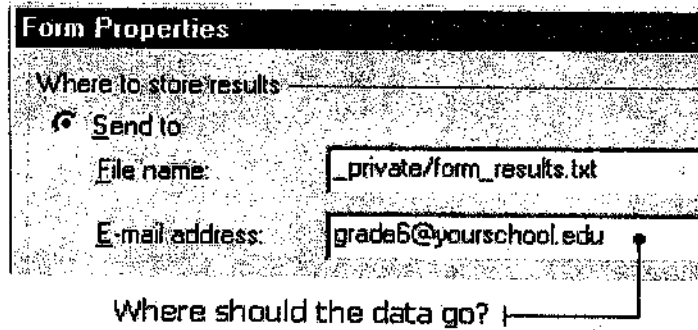 Form Properties
Where to store results
Send to
File name: _private/form_results.txt
E-mail address: grade6@yourschool.edu
Where should the data go?